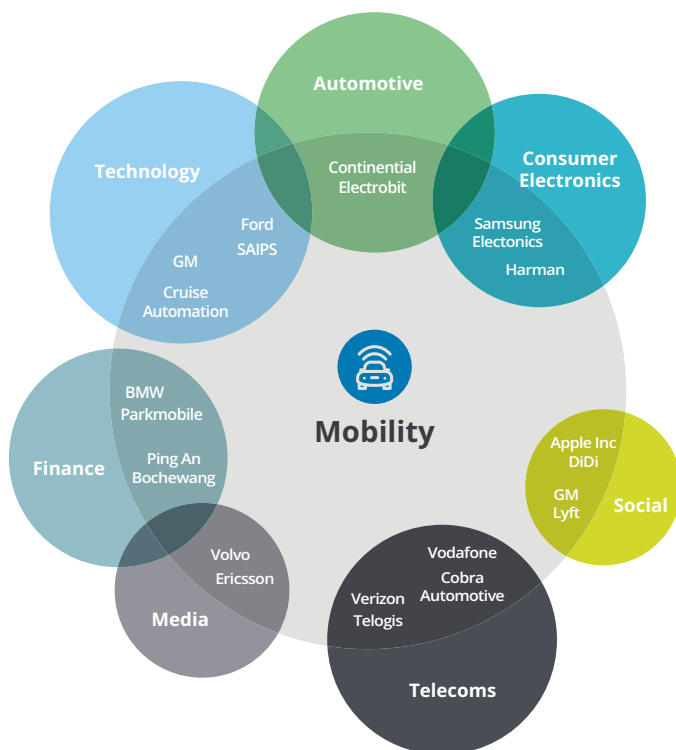 Automotive
Continential
Electrobit
Technology
Ford
SAIPS
GM
Cruise
Automation
Consumer
Electronics
Samsung
Electonics
Harman
Mobility
BMW
Parkmobile
Finance
Ping An
Bochewang
Apple Inc
DiDi
GM
Lyft
Social
Volvo
Ericsson
Media
Vodafone
Cobra
Automotive
Verizon
Telogis
Telecoms